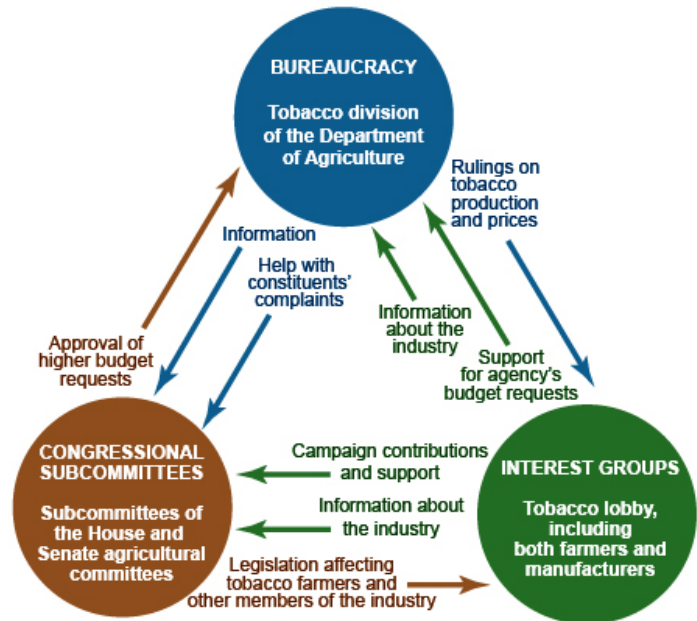 BUREAUCRACY
Tobacco division
of the Department
of Agriculture
Rulings on
tobacco
production
and prices
Information
Help with
constituents'
complaints
Information
about the
industry
Support
for agency's
budget requests
Approval of
higher budget
requests
CONGRESSIONAL
SUBCOMMITTEES
Subcommittees of
the House and
Senate agricultural
committees
Campaign contributions
and support
Information about
the industry
Legislation affecting
tobacco farmers and
other members of the industry
INTEREST GROUPS
Tobacco lobby,
including
both farmers and
manufacturers